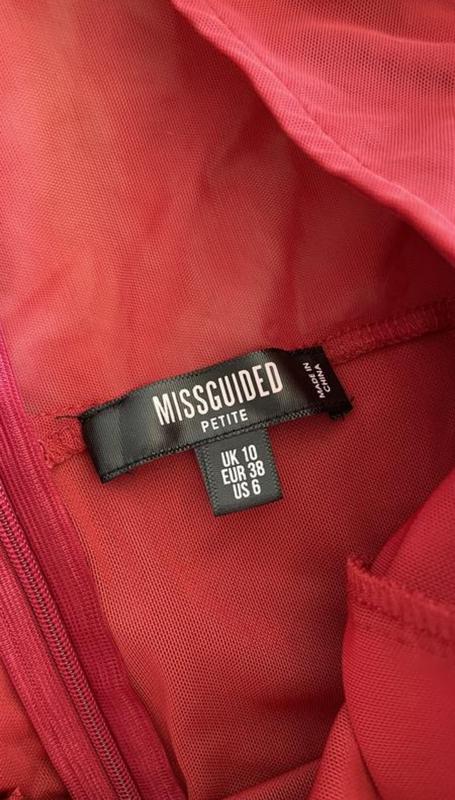 MISSGUIDED
PETITE
MADE IN
CHINA
UK 10
EUR 38
US 6